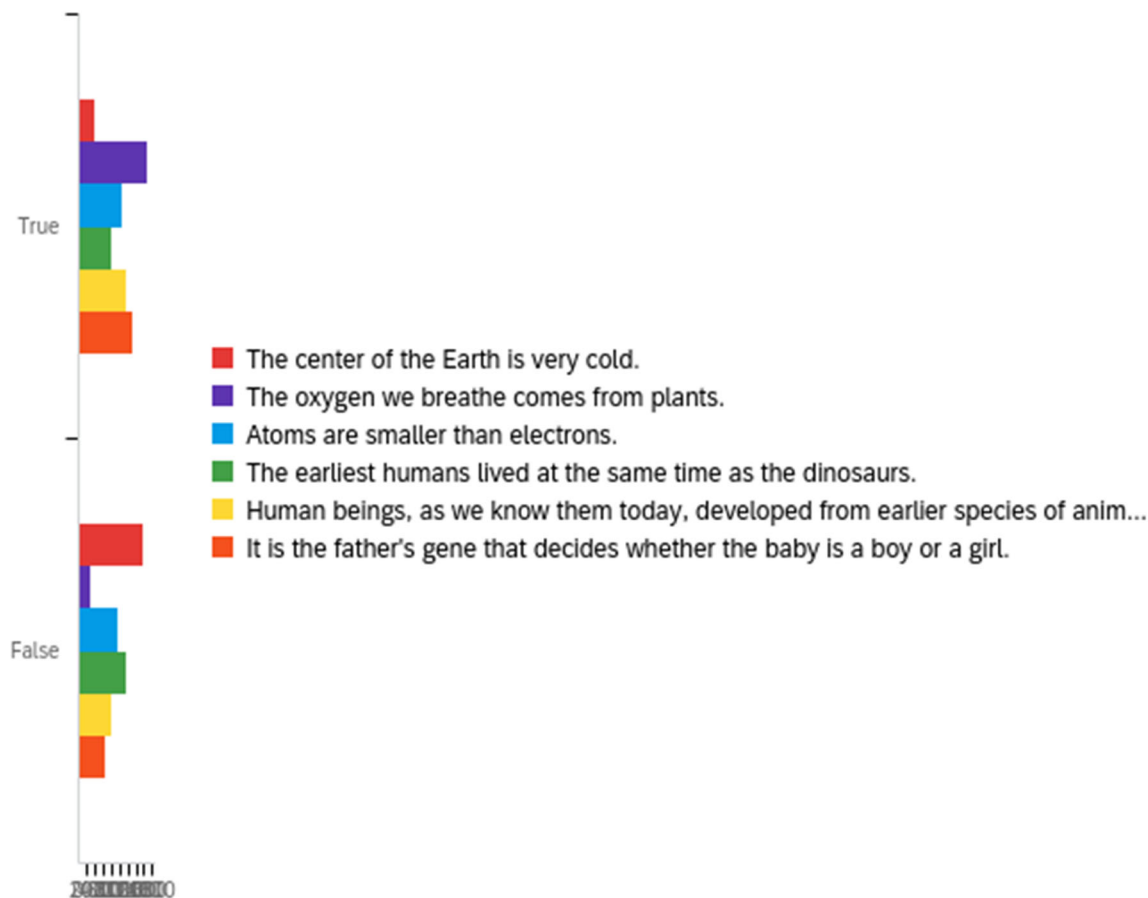 True
The center of the Earth is very cold.
The oxygen we breathe comes from plants.
Atoms are smaller than electrons.
The earliest humans lived at the same time as the dinosaurs.
Human beings, as we know them today, developed from earlier species of anim...
It is the father's gene that decides whether the baby is a boy or a girl.
False